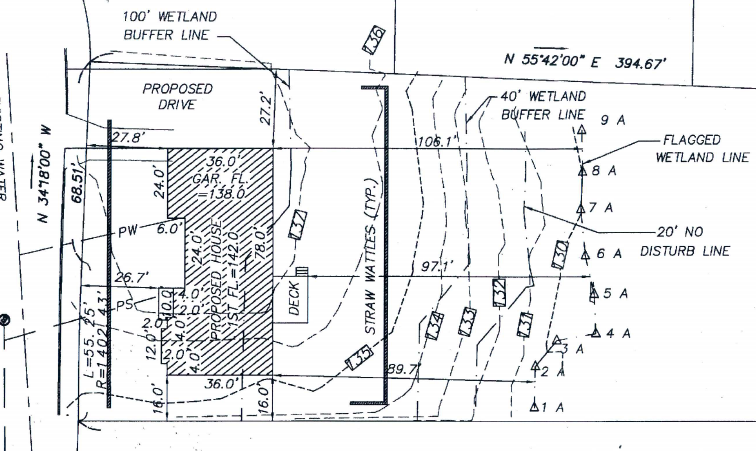 100' WETLAND
BUFFER LINE
136
N 55°42'00" E 394.67'
PROPOSED
DRIVE
27.2'
40' WETLAND
BUFFER LINE
9 A
27.8'
106.1'
FLAGGED
WETLAND LINE
N 34°18'00" W
68.51'
36.0'
GAR. FL.
=138.0
24.0'
8 A
7 A
PW
6.0'
24.0'
PROPOSED HOUSE
1ST FL.=142.0
78.0'
137
STRAW WATTLES (TYP.)
20' NO
DISTURB LINE
130
6 A
26.7'
97.1'
PS
10.0'
4.0'
2.0'
DECK
132
5 A
L=55.25'
R=1402.43'
2.0'
4.0'
12.0'
2.0'
4.0'
134
133
131
4 A
3 A
135
89.7'
2 A
36.0'
16.0'
16.0'
1 A